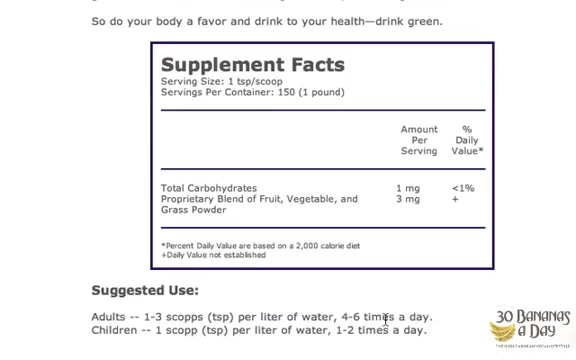 So do your body a favor and drink to your health—drink green.
Supplement Facts
Serving Size: 1 tsp/scoop
Servings Per Container: 150 (1 pound)
Amount Per Serving
% Daily Value*
Total Carbohydrates 1 mg <1%
Proprietary Blend of Fruit, Vegetable, and 3 mg +
Grass Powder
*Percent Daily Value are based on a 2,000 calorie diet
+Daily Value not established
Suggested Use:
Adults -- 1-3 scopps (tsp) per liter of water, 4-6 times a day.
Children -- 1 scopp (tsp) per liter of water, 1-2 times a day.
30 BANANAS
A DAY